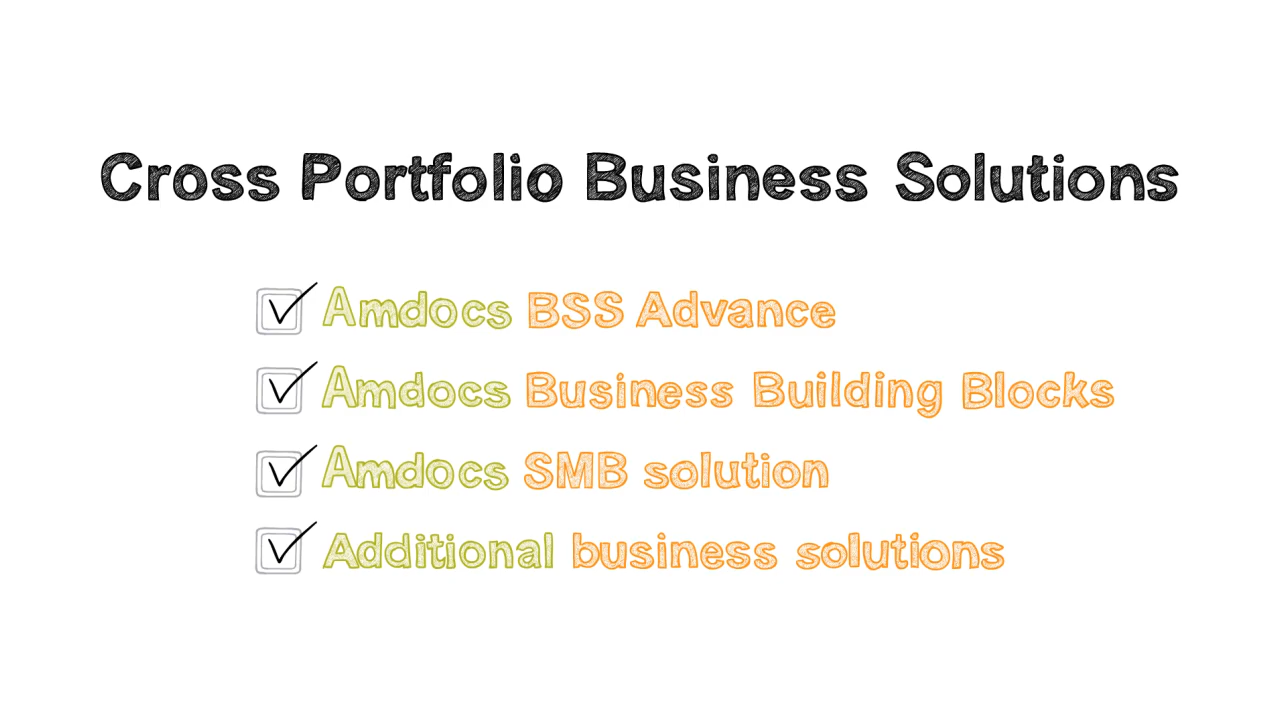 Cross Portfolio Business Solutions
Amdocs BSS Advance
Amdocs Business Building Blocks
Amdocs SMB solution
Additional business solutions